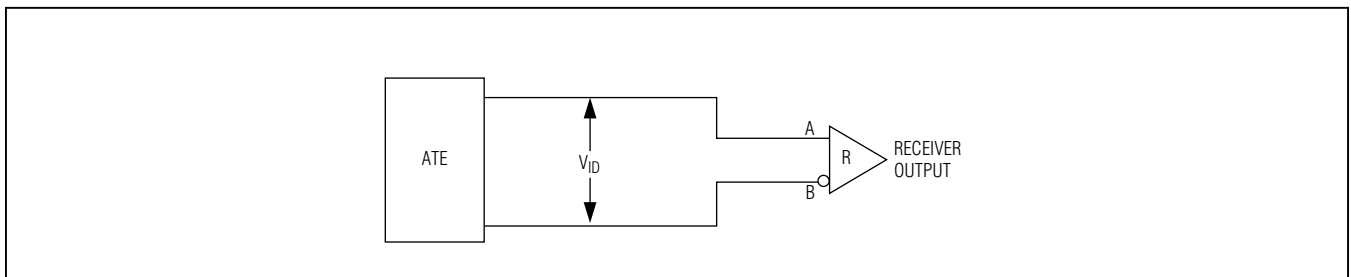 ATE
V_ID
A
B
R
RECEIVER
OUTPUT